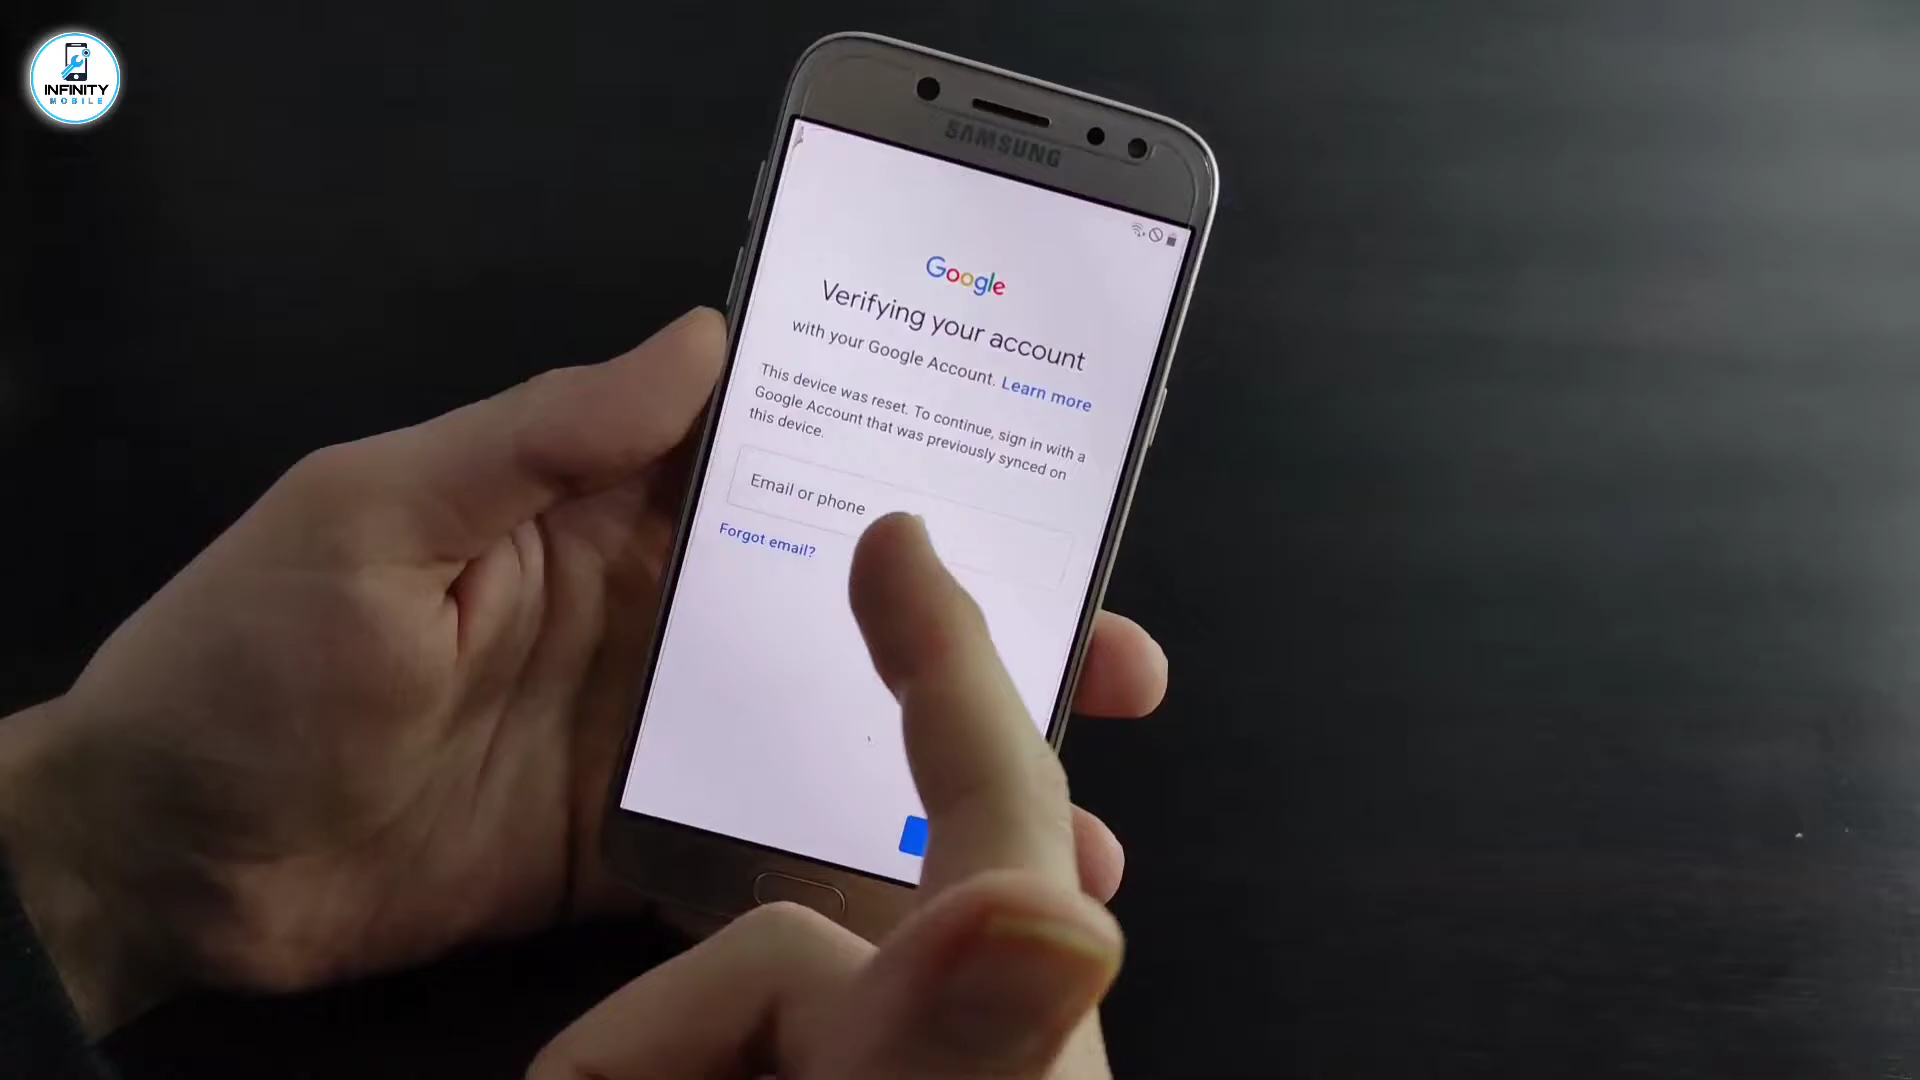 INFINITY
MOBILE
SAMSUNG
Google
Verifying your account
with your Google Account. Learn more
This device was reset. To continue, sign in with a
Google Account that was previously synced on
this device.
Email or phone
Forgot email?